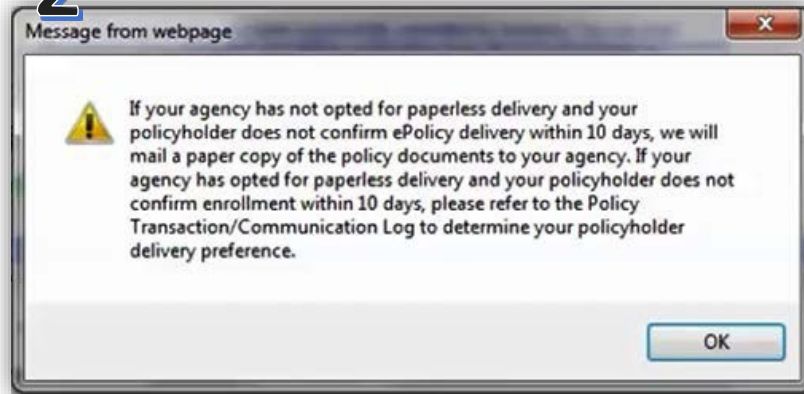 2
Message from webpage
If your agency has not opted for paperless delivery and your
policyholder does not confirm ePolicy delivery within 10 days, we will
mail a paper copy of the policy documents to your agency. If your
agency has opted for paperless delivery and your policyholder does not
confirm enrollment within 10 days, please refer to the Policy
Transaction/Communication Log to determine your policyholder
delivery preference.
OK